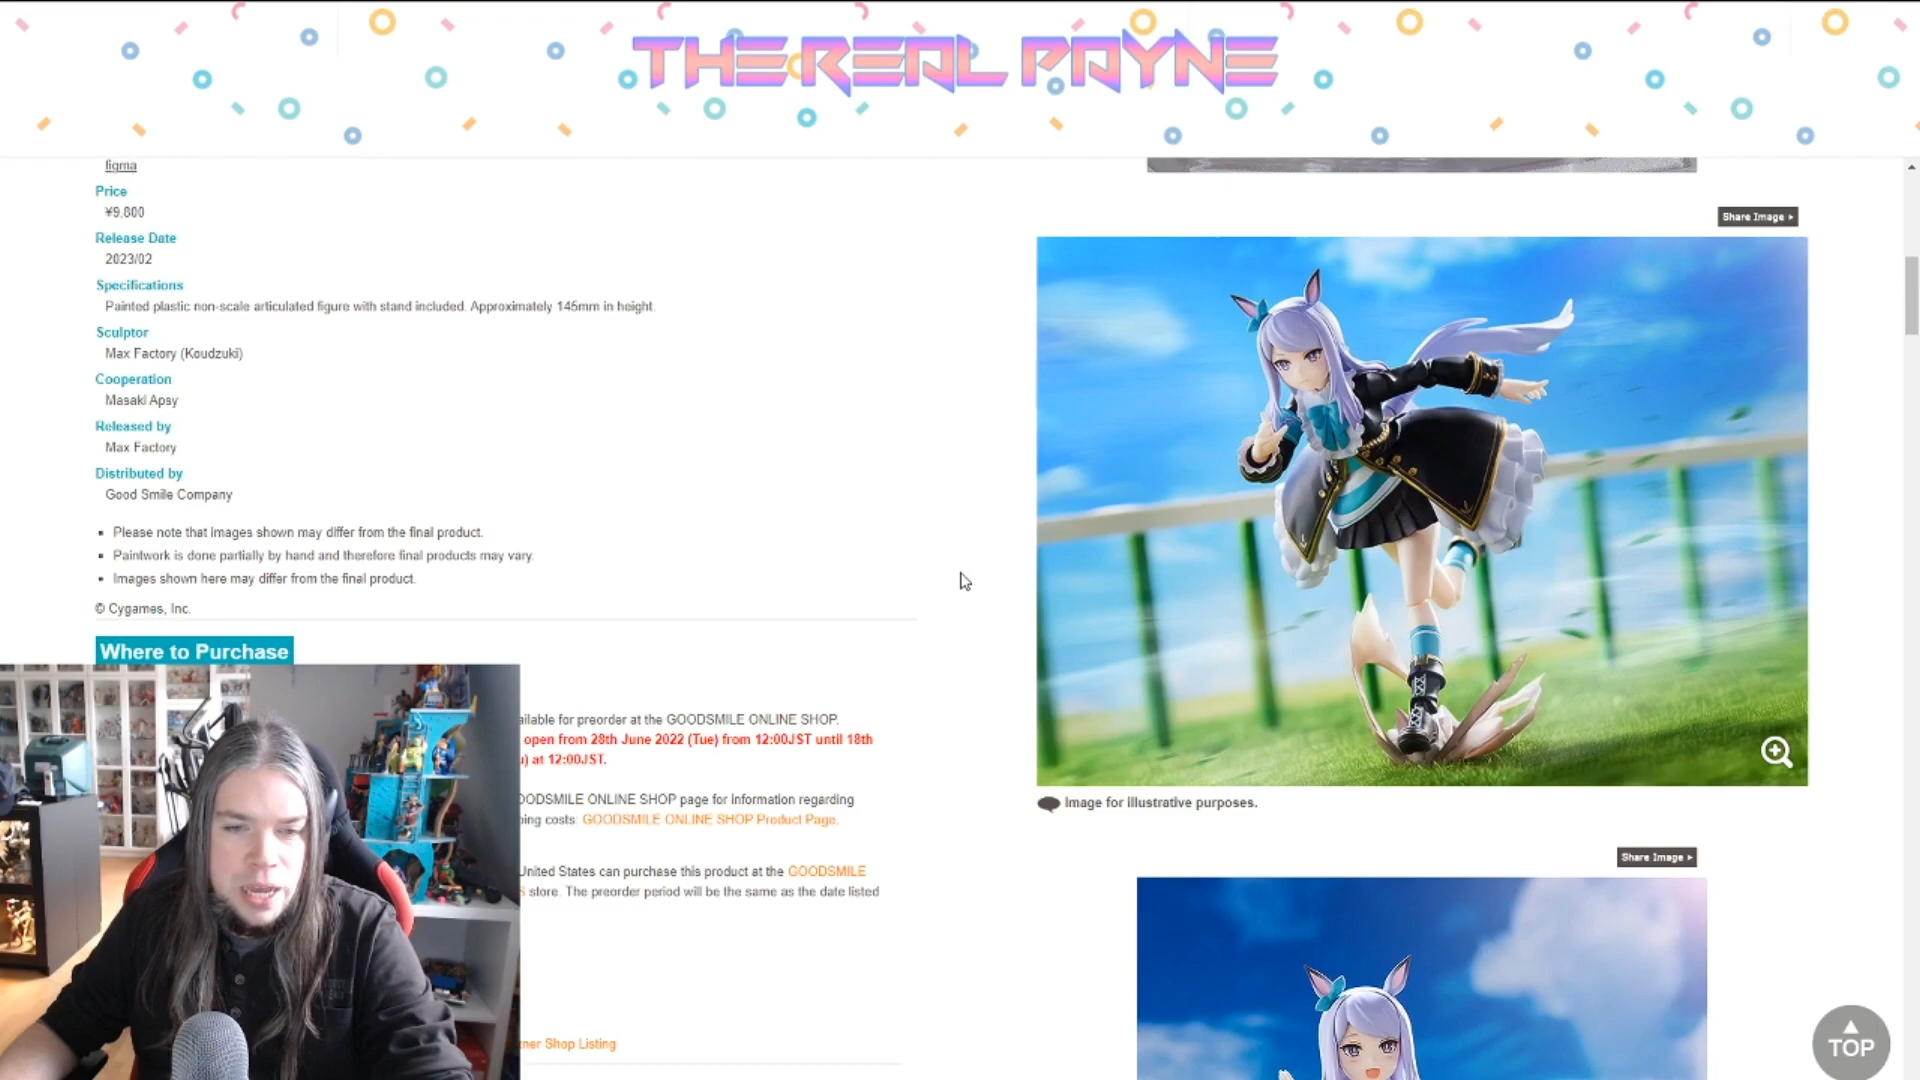 THE REAL PAYNE
figma
Price
¥9,800
Release Date
2023/02
Specifications
Painted plastic non-scale articulated figure with stand included. Approximately 145mm in height.
Sculptor
Max Factory (Koudzuki)
Cooperation
Masaki Apsy
Released by
Max Factory
Distributed by
Good Smile Company
Please note that images shown may differ from the final product.
Paintwork is done partially by hand and therefore final products may vary.
Images shown here may differ from the final product.
© Cygames, Inc.
Where to Purchase
ailable for preorder at the GOODSMILE ONLINE SHOP.
open from 28th June 2022 (Tue) from 12:00JST until 18th
u) at 12:00JST.
OODSMILE ONLINE SHOP page for information regarding
ing costs: GOODSMILE ONLINE SHOP Product Page.
United States can purchase this product at the GOODSMILE
S store. The preorder period will be the same as the date listed
tner Shop Listing
Share Image
Image for illustrative purposes.
Share Image
TOP